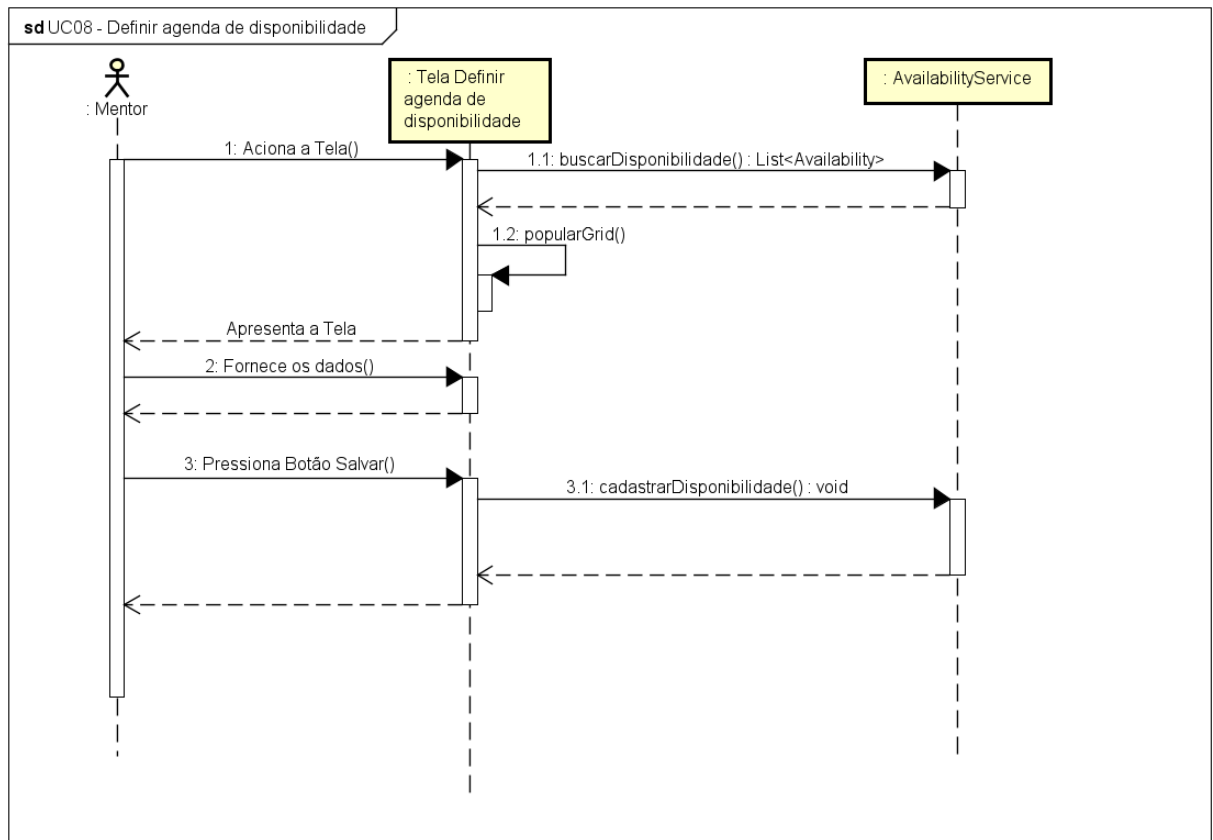 sd UC08 - Definir agenda de disponibilidade
: Mentor
: Tela Definir
agenda de
disponibilidade
: AvailabilityService
1: Aciona a Tela()
1.1: buscarDisponibilidade() : List<Availability>
1.2: popularGrid()
Apresenta a Tela
2: Fornece os dados()
3: Pressiona Botão Salvar()
3.1: cadastrarDisponibilidade() : void